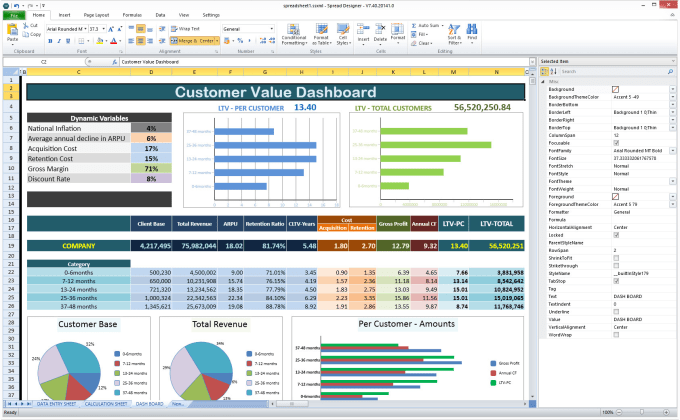 spreadsheet1.ssxml - Spread Designer - V7.40.20141.0
File Home Insert Page Layout Formulas Data View Settings
Cut
Copy
Paste
Arial Rounded M 37.3
Merge & Center
General
Conditional Formatting Format as Table Cell Styles
Insert Delete Format
Auto Sum
Fill
Clear
Sort & Filter Find
Clipboard Font Alignment Number Styles Cells Editing
C2 Customer Value Dashboard
B C D E F G H I J K L M N
Customer Value Dashboard
LTV - PER CUSTOMER 13.40 LTV - TOTAL CUSTOMERS 56,520,250.84
Dynamic Variables
National Inflation 4%
Average annual decline in ARPU 6%
Acquisition Cost 17%
Retention Cost 15%
Gross Margin 71%
Discount Rate 8%
37-48 months
25-36 months
13-24 months
7-12 months
0-6months
37-48 months
25-36 months
13-24 months
7-12 months
0-6months
Client Base Total Revenue ARPU Retention Ratio CLTV-Years Cost Acquisition Retention Gross Profit Annual CF LTV-PC LTV-TOTAL
COMPANY 4,217,495 75,982,044 18.02 81.74% 5.48 1.80 2.70 12.79 9.32 13.40 56,520,251
Category
0-6months 500,230 4,500,002 9.00 71.01% 3.45 0.90 1.35 6.39 4.65 7.66 3,831,958
7-12 months 650,000 10,231,908 15.74 76.15% 4.19 1.57 2.36 11.18 8.14 13.14 8,542,642
13-24 months 721,320 13,234,562 18.35 77.79% 4.50 1.83 2.75 13.03 9.49 15.01 10,824,952
25-36 months 1,000,324 22,342,563 22.34 84.10% 6.29 2.23 3.35 15.86 11.56 15.01 15,019,065
37-48 months 1,345,621 25,673,009 19.08 88.78% 8.92 1.91 2.86 13.55 9.87 8.74 11,763,746
Customer Base
32%
24%
12%
0-6months
7-12 months
13-24 months
25-36 months
37-48 months
Total Revenue
34%
29%
6%
0-6months
7-12 months
13-24 months
25-36 months
37-48 months
Per Customer - Amounts
37-48 months
25-36 months
13-24 months
7-12 months
0-6months
Gross Profit
Annual CF
LTV-PC
DATA ENTRY SHEET CALCULATION SHEET DASH BOARD New...
Ready 100%
Selected Item
Search
Misc
Background
BackgroundThemeColor Accent 5 -49
BorderBottom
BorderLeft Background 1 0;Thin
BorderRight
BorderTop Background 1 0;Thin
ColumnSpan 12
Focusable
FontFamily Arial Rounded MT Bold
FontSize 37.333332061767578
FontStretch Normal
FontStyle Normal
FontTheme
FontWeight Normal
Foreground
ForegroundThemeColor Accent 5 79
Formatter General
Formula
HorizontalAlignment Center
Locked
ParentStyleName
RowSpan 2
ShrinkToFit
Strikethrough
StyleName __builtInStyle179
TabStop
Tag
Text DASH BOARD
TextIndent 0
Underline
Value DASH BOARD
VerticalAlignment Center
WordWrap